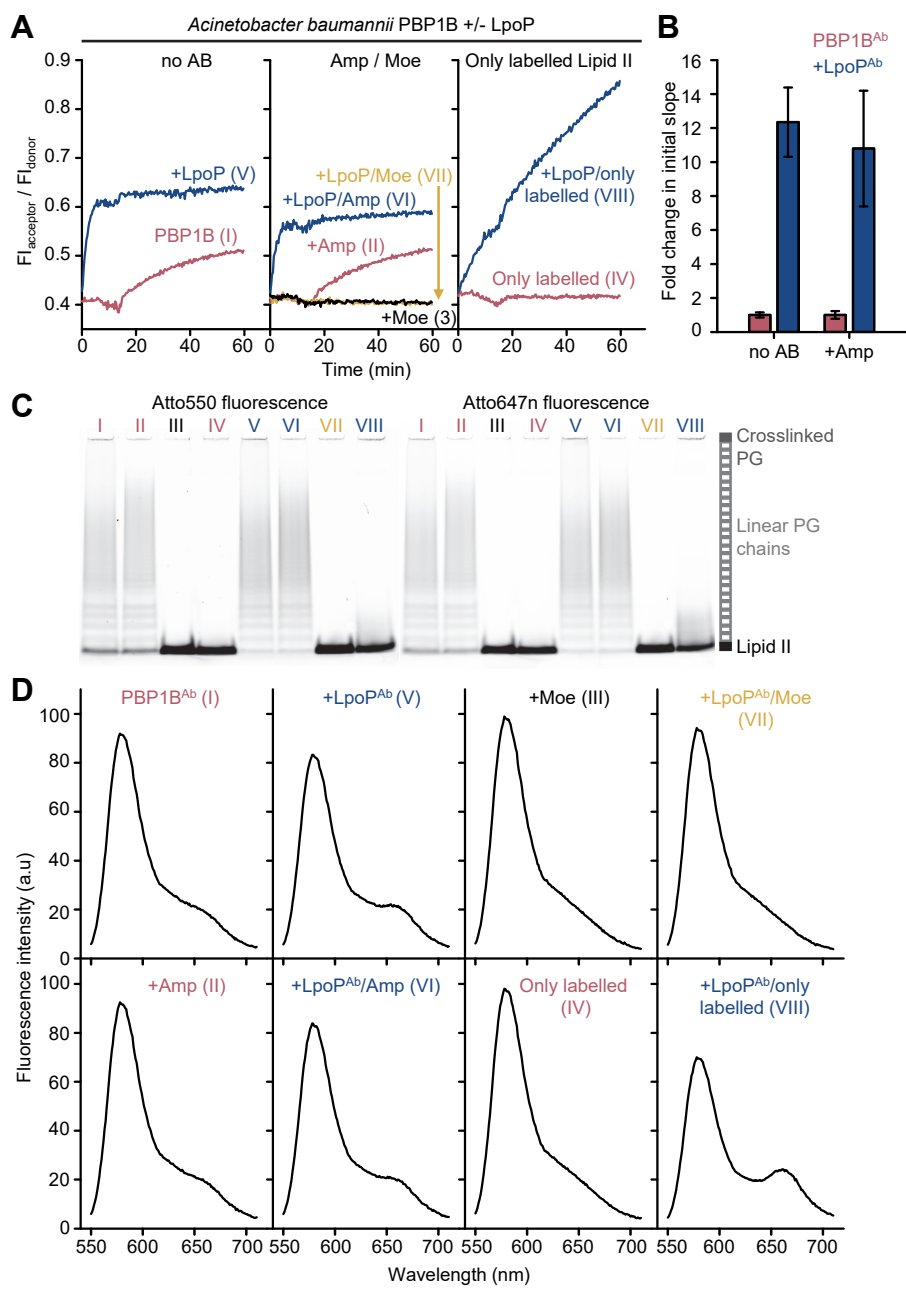 A
Acinetobacter baumannii PBP1B +/- LpoP
no AB
Amp / Moe
Only labelled Lipid II
FIacceptor / FIdonor
0.9
0.8
0.7
0.6
0.5
0.4
+LpoP (V)
PBP1B (I)
+LpoP/Moe (VII)
+LpoP/Amp (VI)
+Amp (II)
+Moe (3)
+LpoP/only
labelled (VIII)
Only labelled (IV)
0 20 40 60
0 20 40 60
0 20 40 60
Time (min)
B
PBP1BAb
+LpoPAb
Fold change in initial slope
16
14
12
10
8
6
4
2
0
no AB
+Amp
C
Atto550 fluorescence
Atto647n fluorescence
I II III IV V VI VII VIII
I II III IV V VI VII VIII
Crosslinked
PG
Linear PG
chains
Lipid II
D
Fluorescence intensity (a.u)
PBP1BAb (I)
+LpoPAb (V)
+Moe (III)
+LpoPAb/Moe
(VII)
100
80
60
40
20
0
+Amp (II)
+LpoPAb/Amp (VI)
Only labelled
(IV)
+LpoPAb/only
labelled (VIII)
100
80
60
40
20
0
550 600 650 700
550 600 650 700
550 600 650 700
550 600 650 700
Wavelength (nm)